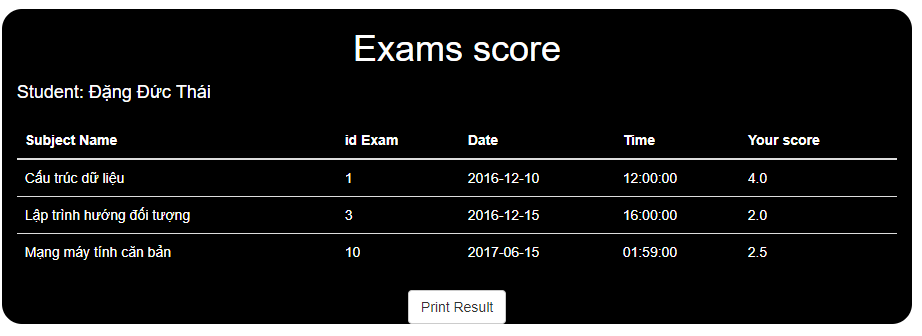 Exams score
Student: Đặng Đức Thái
Subject Name id Exam Date Time Your score
Cấu trúc dữ liệu 1 2016-12-10 12:00:00 4.0
Lập trình hướng đối tượng 3 2016-12-15 16:00:00 2.0
Mạng máy tính căn bản 10 2017-06-15 01:59:00 2.5
Print Result